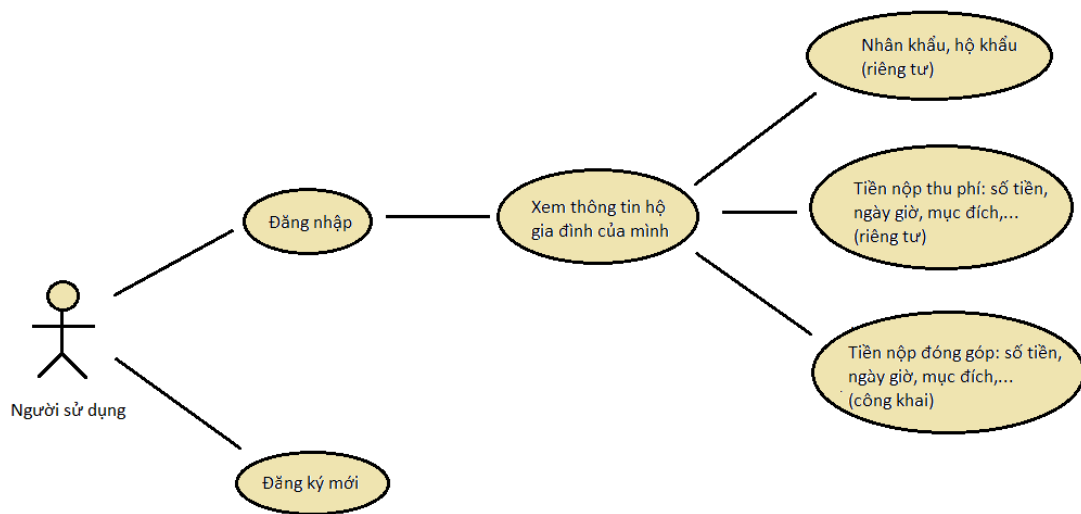 Nhân khẩu, hộ khẩu
(riêng tư)
Tiền nộp thu phí: số tiền,
ngày giờ, mục đích,...
(riêng tư)
Xem thông tin hộ
gia đình của mình
Đăng nhập
Tiền nộp đóng góp: số tiền,
ngày giờ, mục đích,...
(công khai)
Người sử dụng
Đăng ký mới